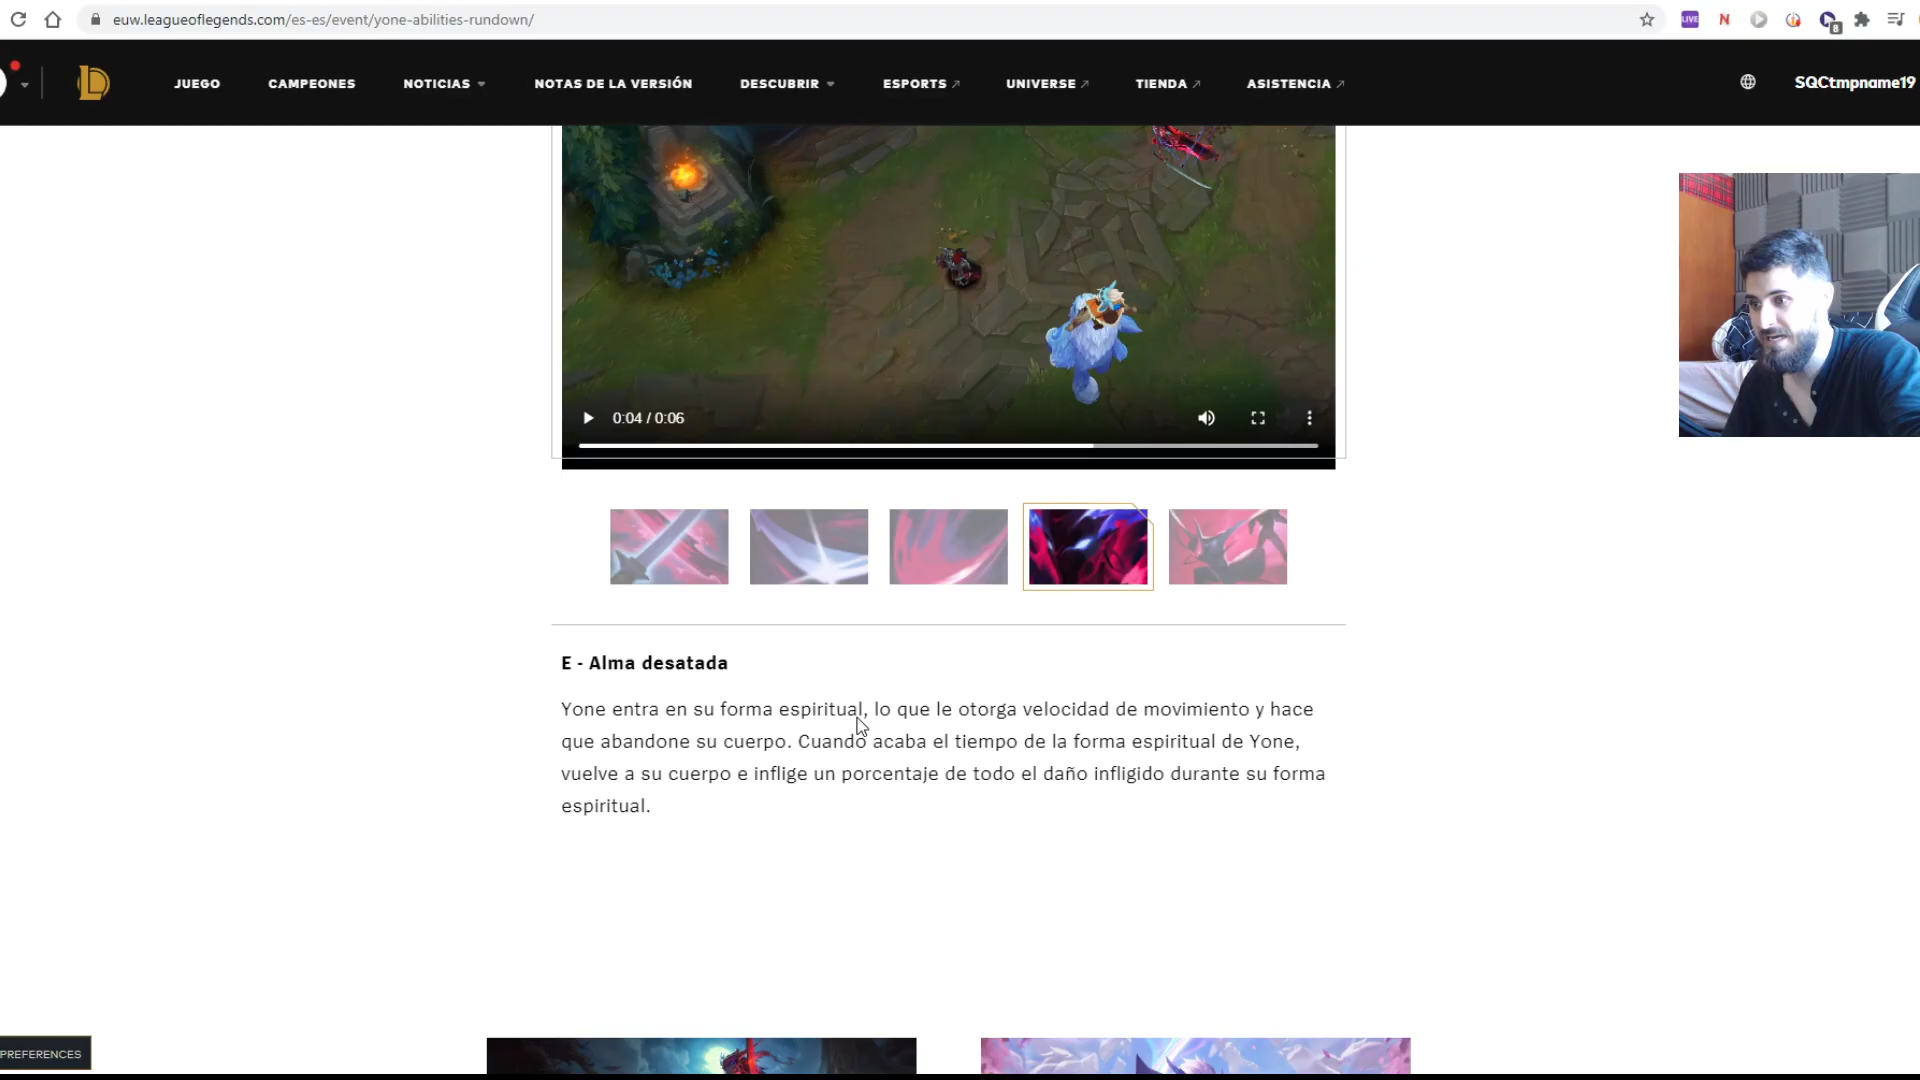 euw.leagueoflegends.com/es-es/event/yone-abilities-rundown/
LIVE
N
8
JUEGO
CAMPEONES
NOTICIAS
NOTAS DE LA VERSIÓN
DESCUBRIR
ESPORTS
UNIVERSE
TIENDA
ASISTENCIA
SQCtmpname19
0:04 / 0:06
E - Alma desatada
Yone entra en su forma espiritual, lo que le otorga velocidad de movimiento y hace
que abandone su cuerpo. Cuando acaba el tiempo de la forma espiritual de Yone,
vuelve a su cuerpo e inflige un porcentaje de todo el daño infligido durante su forma
espiritual.
PREFERENCES